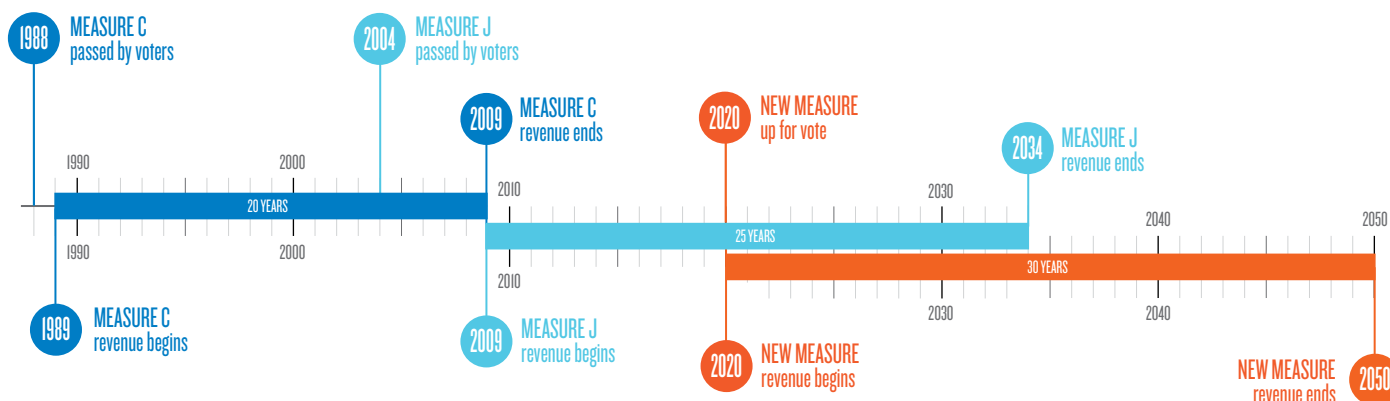 1988
MEASURE C
passed by voters
2004
MEASURE J
passed by voters
2009
MEASURE C
revenue ends
2020
NEW MEASURE
up for vote
2034
MEASURE J
revenue ends
1990
2000
2010
2030
2040
2050
20 YEARS
25 YEARS
30 YEARS
1990
2000
2010
2030
2040
1989
MEASURE C
revenue begins
2009
MEASURE J
revenue begins
2020
NEW MEASURE
revenue begins
NEW MEASURE
revenue ends
2050